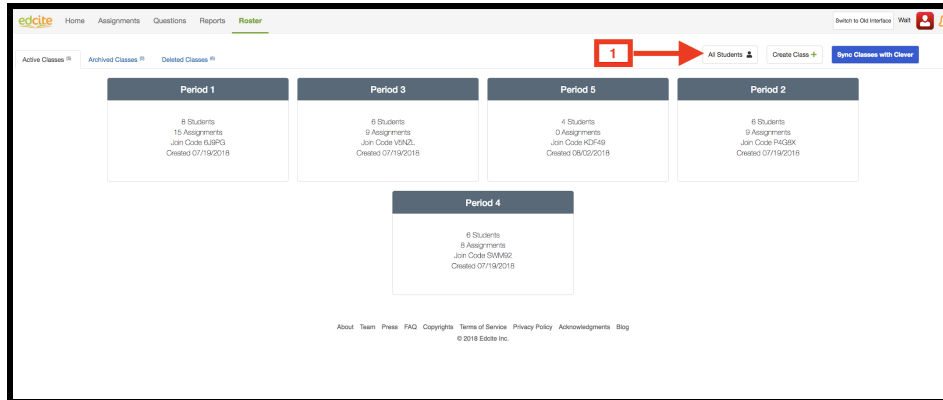 edcite Home Assignments Questions Reports Roster Switch to Old Interface Walt
Active Classes (5) Archived Classes Deleted Classes 1 All Students Create Class + Sync Classes with Clever
Period 1
8 Students
15 Assignments
Join Code 6J9PG
Created 07/19/2018
Period 3
6 Students
9 Assignments
Join Code V5NZL
Created 07/19/2018
Period 5
4 Students
0 Assignments
Join Code KDF49
Created 08/02/2018
Period 2
6 Students
9 Assignments
Join Code P4G8X
Created 07/19/2018
Period 4
6 Students
8 Assignments
Join Code SWM92
Created 07/19/2018
About Team Press FAQ Copyrights Terms of Service Privacy Policy Acknowledgments Blog
© 2018 Edcite Inc.